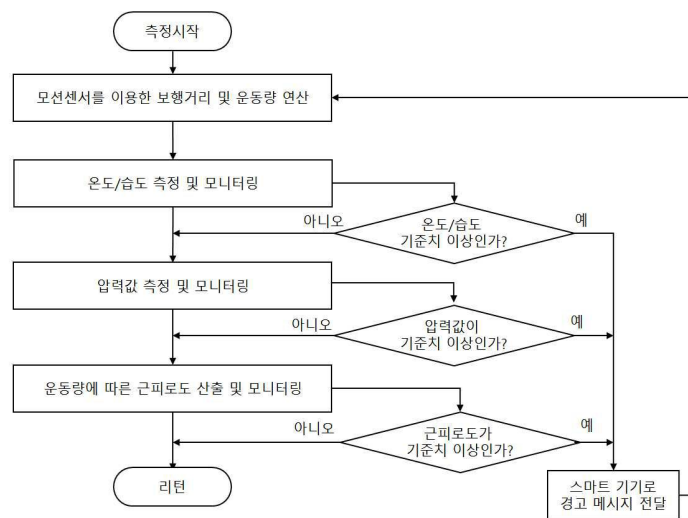 측정시작
모션센서를 이용한 보행거리 및 운동량 연산
온도/습도 측정 및 모니터링
아니오
온도/습도
기준치 이상인가?
예
압력값 측정 및 모니터링
아니오
압력값이
기준치 이상인가?
예
운동량에 따른 근피로도 산출 및 모니터링
아니오
근피로도가
기준치 이상인가?
예
리턴
스마트 기기로
경고 메시지 전달